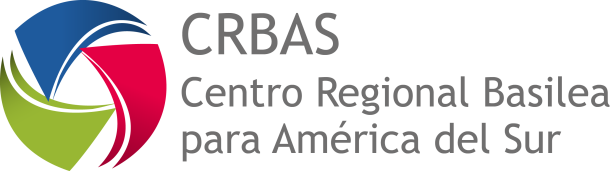 CRBAS
Centro Regional Basilea
para América del Sur